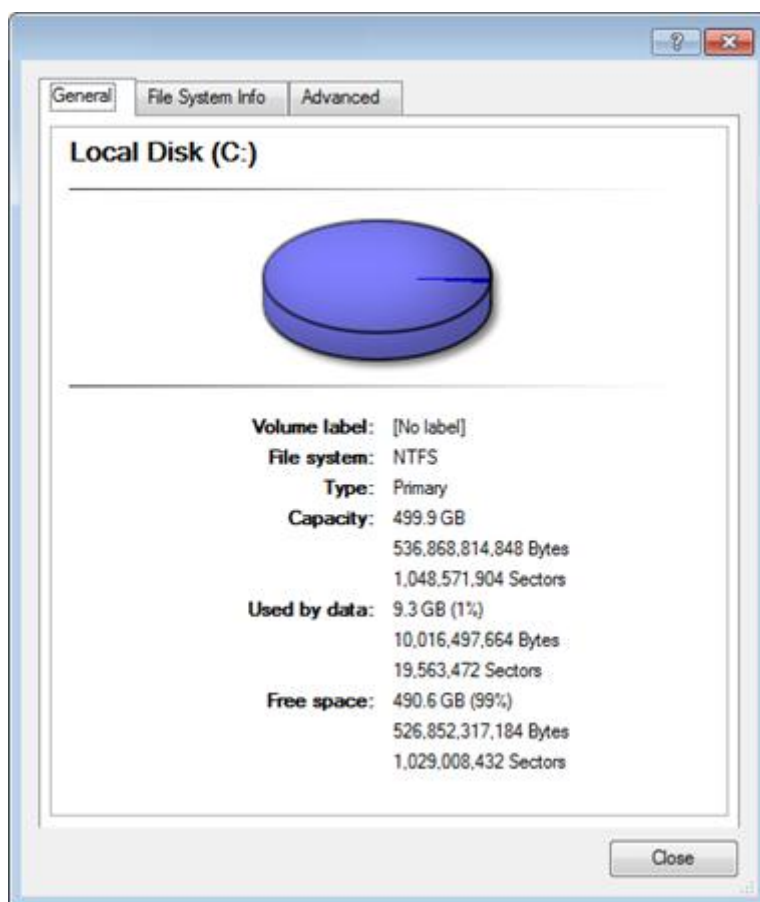 General File System Info Advanced
Local Disk (C:)
Volume label: [No label]
File system: NTFS
Type: Primary
Capacity: 499.9 GB
536,868,814,848 Bytes
1,048,571,904 Sectors
Used by data: 9.3 GB (1%)
10,016,497,664 Bytes
19,563,472 Sectors
Free space: 490.6 GB (99%)
526,852,317,184 Bytes
1,029,008,432 Sectors
Close